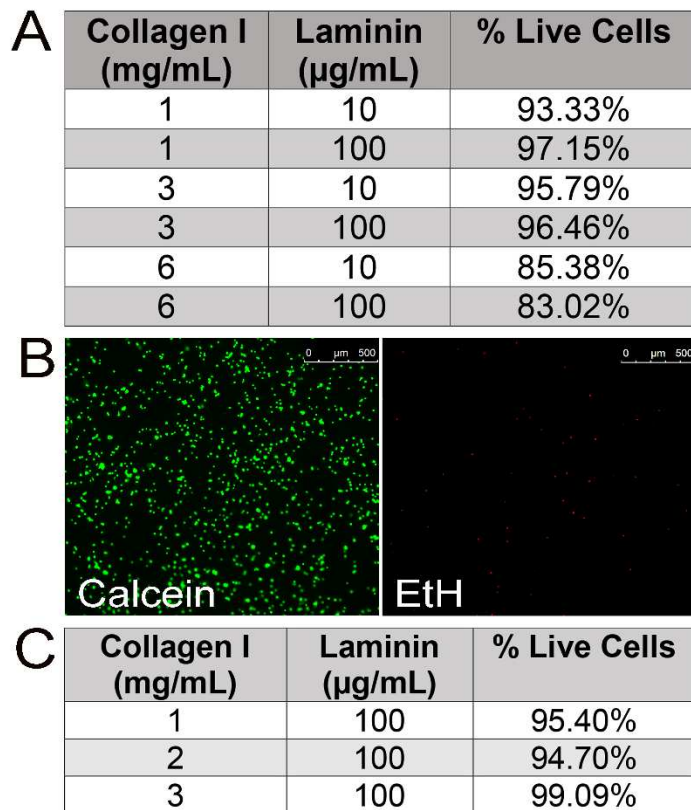 A
Collagen I (mg/mL) Laminin (µg/mL) % Live Cells
1 10 93.33%
1 100 97.15%
3 10 95.79%
3 100 96.46%
6 10 85.38%
6 100 83.02%
B
0 µm 500
0 µm 500
Calcein
EtH
C
Collagen I (mg/mL) Laminin (µg/mL) % Live Cells
1 100 95.40%
2 100 94.70%
3 100 99.09%